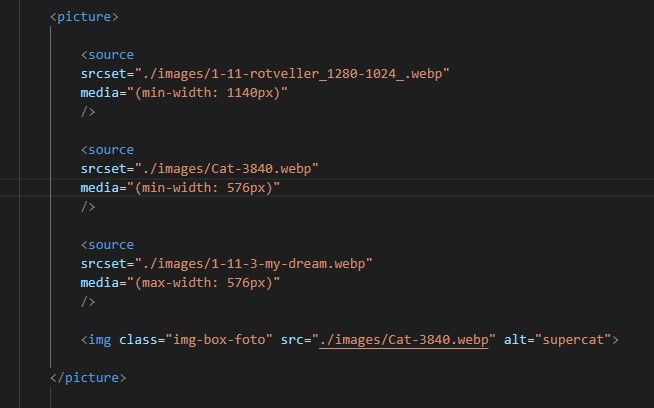 <picture>
<source
srcset="./images/1-11-rotveller_1280-1024_.webp"
media="(min-width: 1140px)"
/>
<source
srcset="./images/Cat-3840.webp"
media="(min-width: 576px)"
/>
<source
srcset="./images/1-11-3-my-dream.webp"
media="(max-width: 576px)"
/>
<img class="img-box-foto" src="./images/Cat-3840.webp" alt="supercat">
</picture>